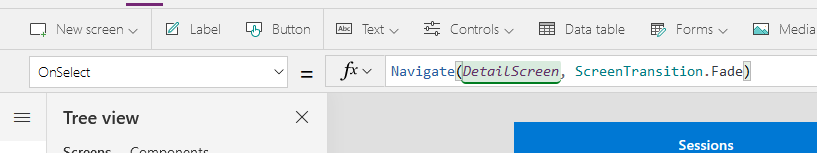 New screen Label Button Text Controls Data table Forms Media
OnSelect = fx Navigate(DetailScreen, ScreenTransition.Fade)
Tree view
Screens Components
Sessions